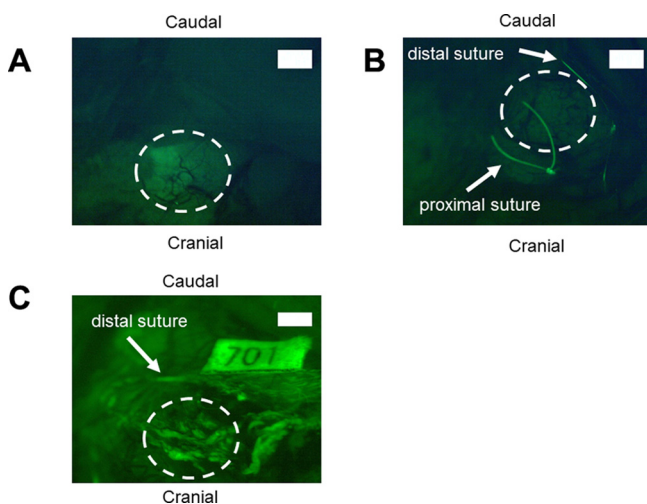 Caudal
A
Cranial
Caudal
B
distal suture
proximal suture
Cranial
Caudal
C
distal suture
701
Cranial